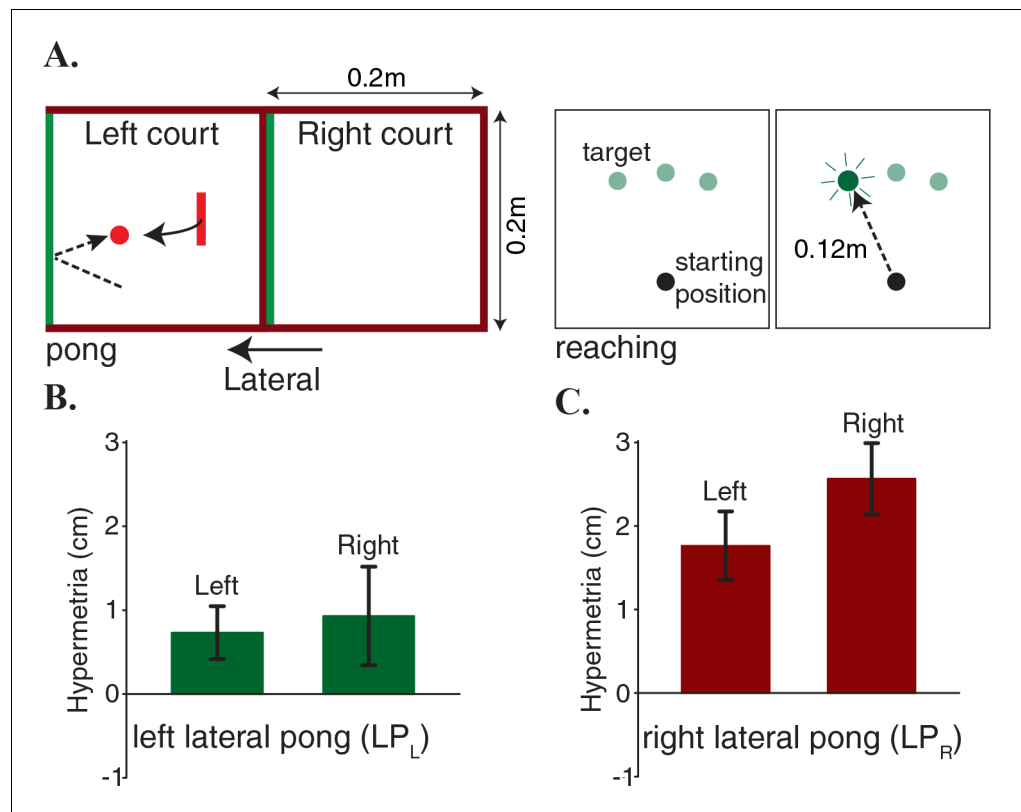 A.
0.2m
Left court
Right court
0.2m
pong
Lateral
target
starting
position
0.12m
reaching
B.
3
2
1
0
-1
Hypermetria (cm)
Left
Right
left lateral pong (LP_L)
C.
3
2
1
0
-1
Hypermetria (cm)
Left
Right
right lateral pong (LP_R)